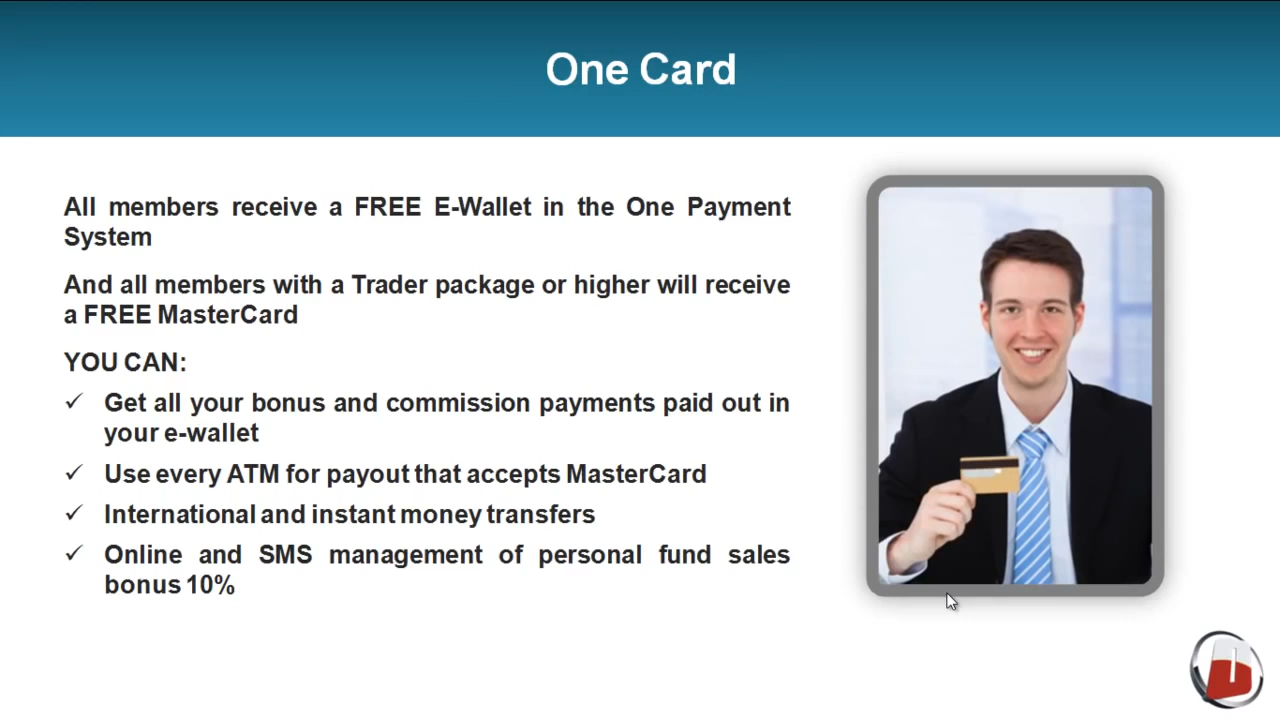 One Card
All members receive a FREE E-Wallet in the One Payment
System
And all members with a Trader package or higher will receive
a FREE MasterCard
YOU CAN:
Get all your bonus and commission payments paid out in
your e-wallet
Use every ATM for payout that accepts MasterCard
International and instant money transfers
Online and SMS management of personal fund sales
bonus 10%